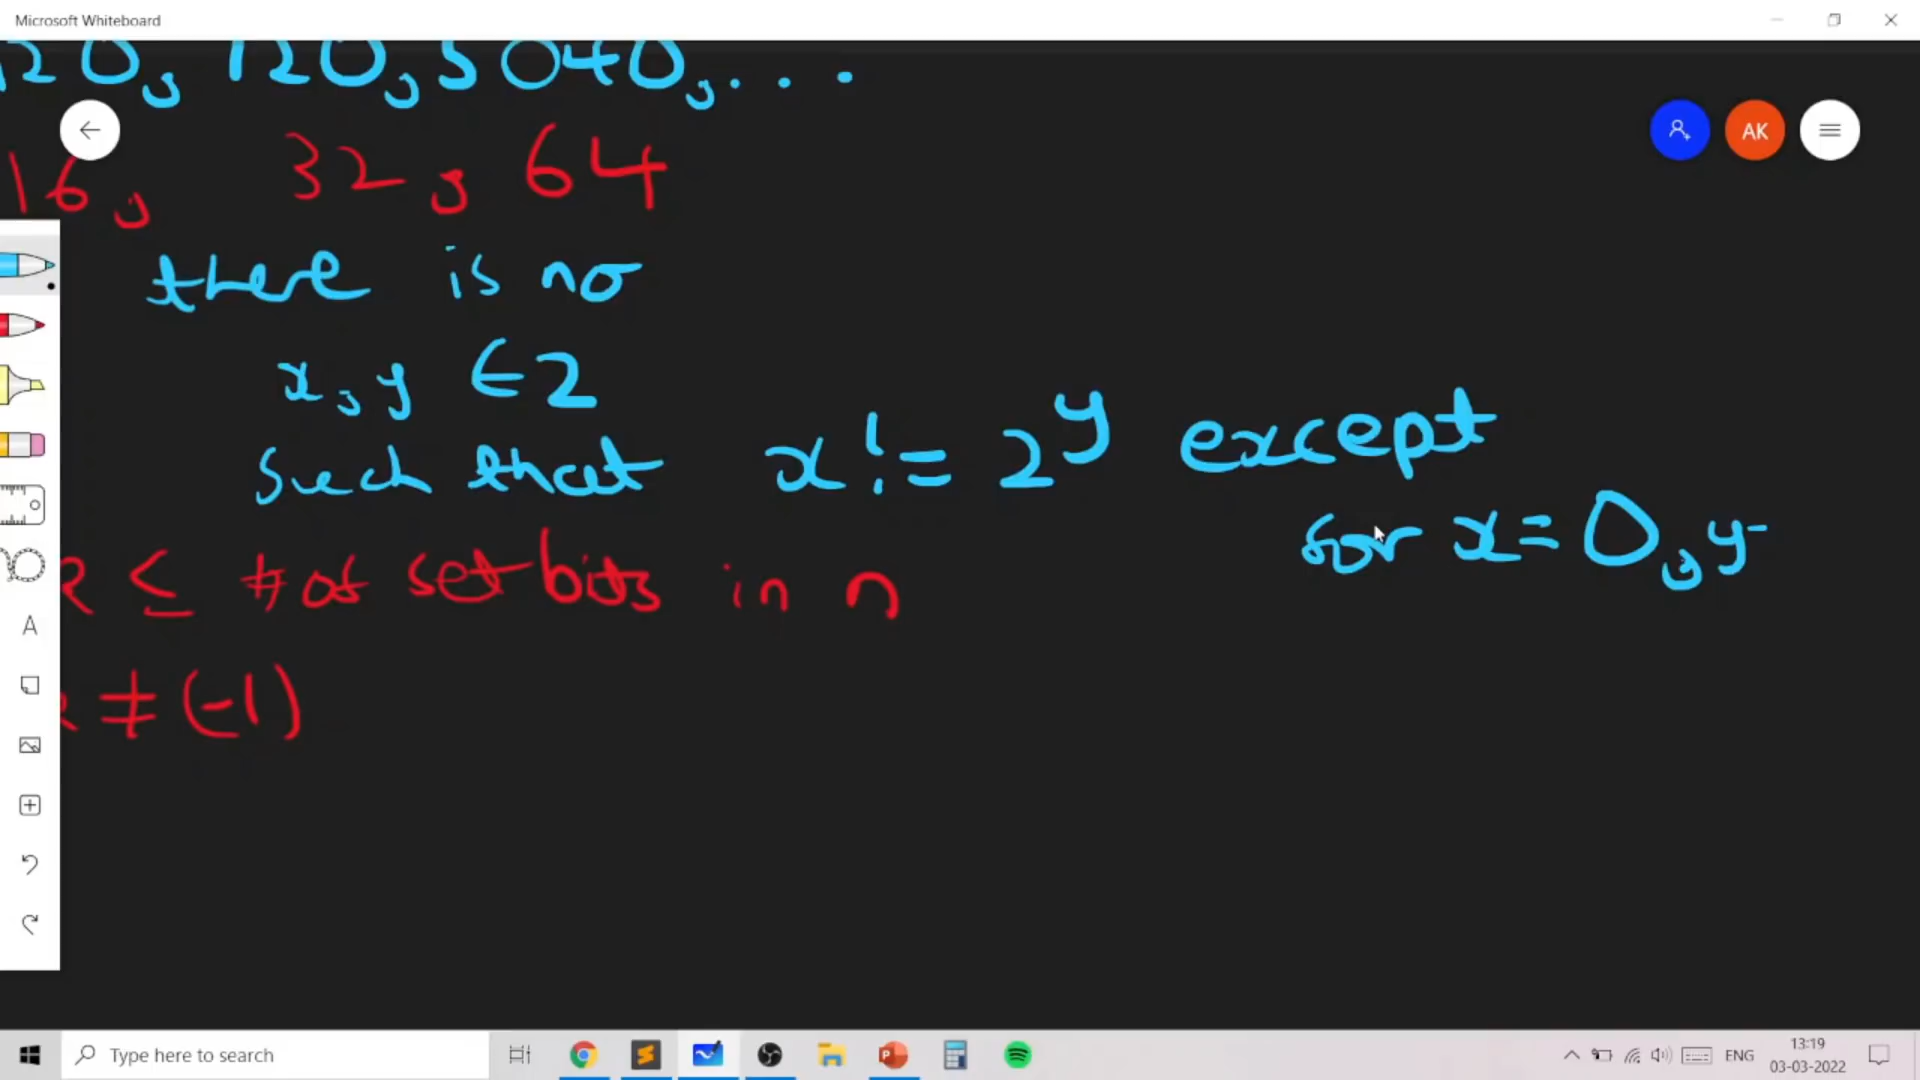 Microsoft Whiteboard
120, 720, 5040, . . .
16, 32, 64
AK
there is no
x, y ∈ Z
such that x! = 2^y except
for x = 0, y-
≤ # of set bits in n
≠ (-1)
A
Type here to search
ENG
13:19
03-03-2022